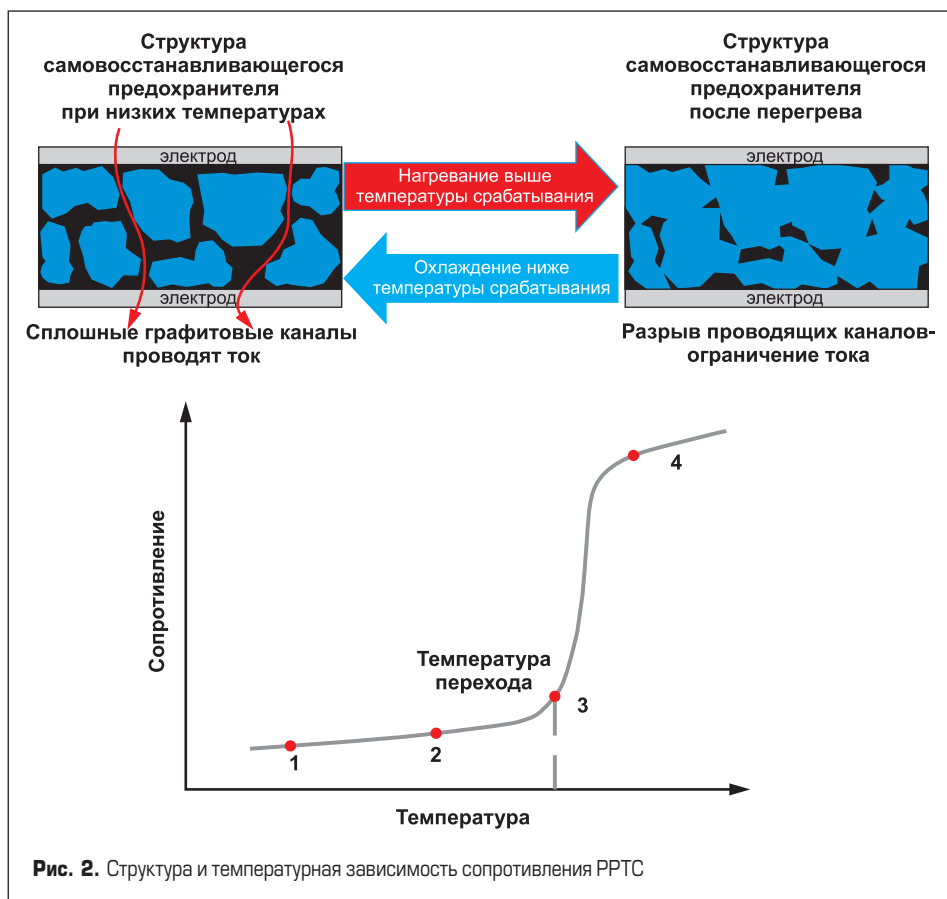 Структура
самовосстанавливающегося
предохранителя
при низких температурах
электрод
электрод
Сплошные графитовые каналы
проводят ток
Нагревание выше
температуры срабатывания
Охлаждение ниже
температуры срабатывания
Структура
самовосстанавливающегося
предохранителя
после перегрева
электрод
электрод
Разрыв проводящих каналов-
ограничение тока
Сопротивление
4
Температура
перехода
3
1
2
Температура
Рис. 2. Структура и температурная зависимость сопротивления РРТС